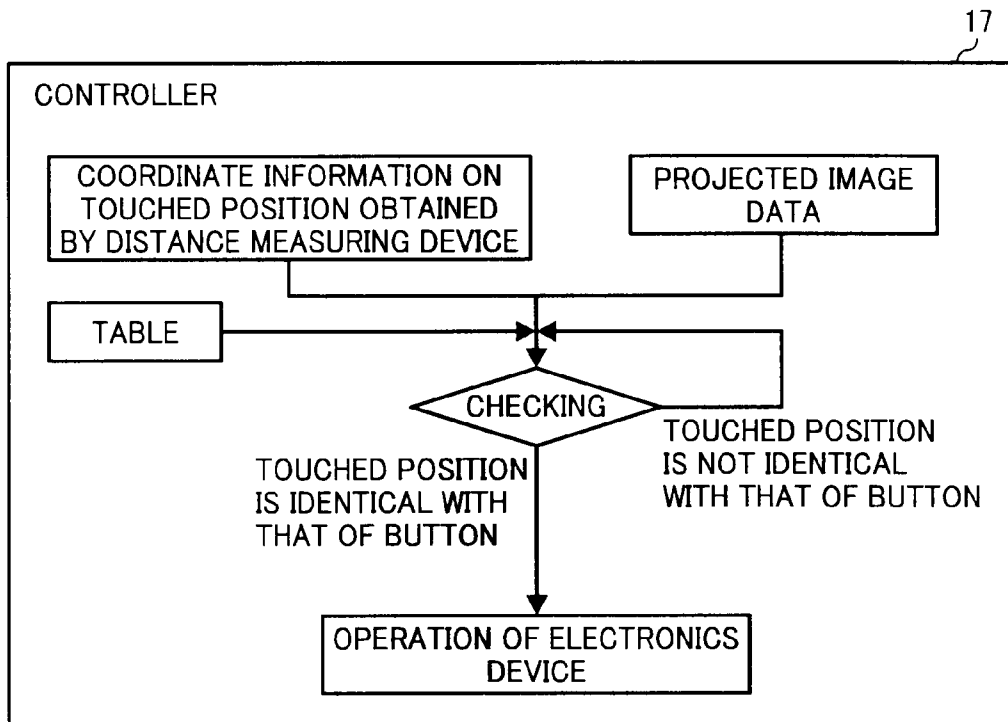 17
CONTROLLER
COORDINATE INFORMATION ON
TOUCHED POSITION OBTAINED
BY DISTANCE MEASURING DEVICE
PROJECTED IMAGE
DATA
TABLE
CHECKING
TOUCHED POSITION
IS NOT IDENTICAL
WITH THAT OF BUTTON
TOUCHED POSITION
IS IDENTICAL WITH
THAT OF BUTTON
OPERATION OF ELECTRONICS
DEVICE